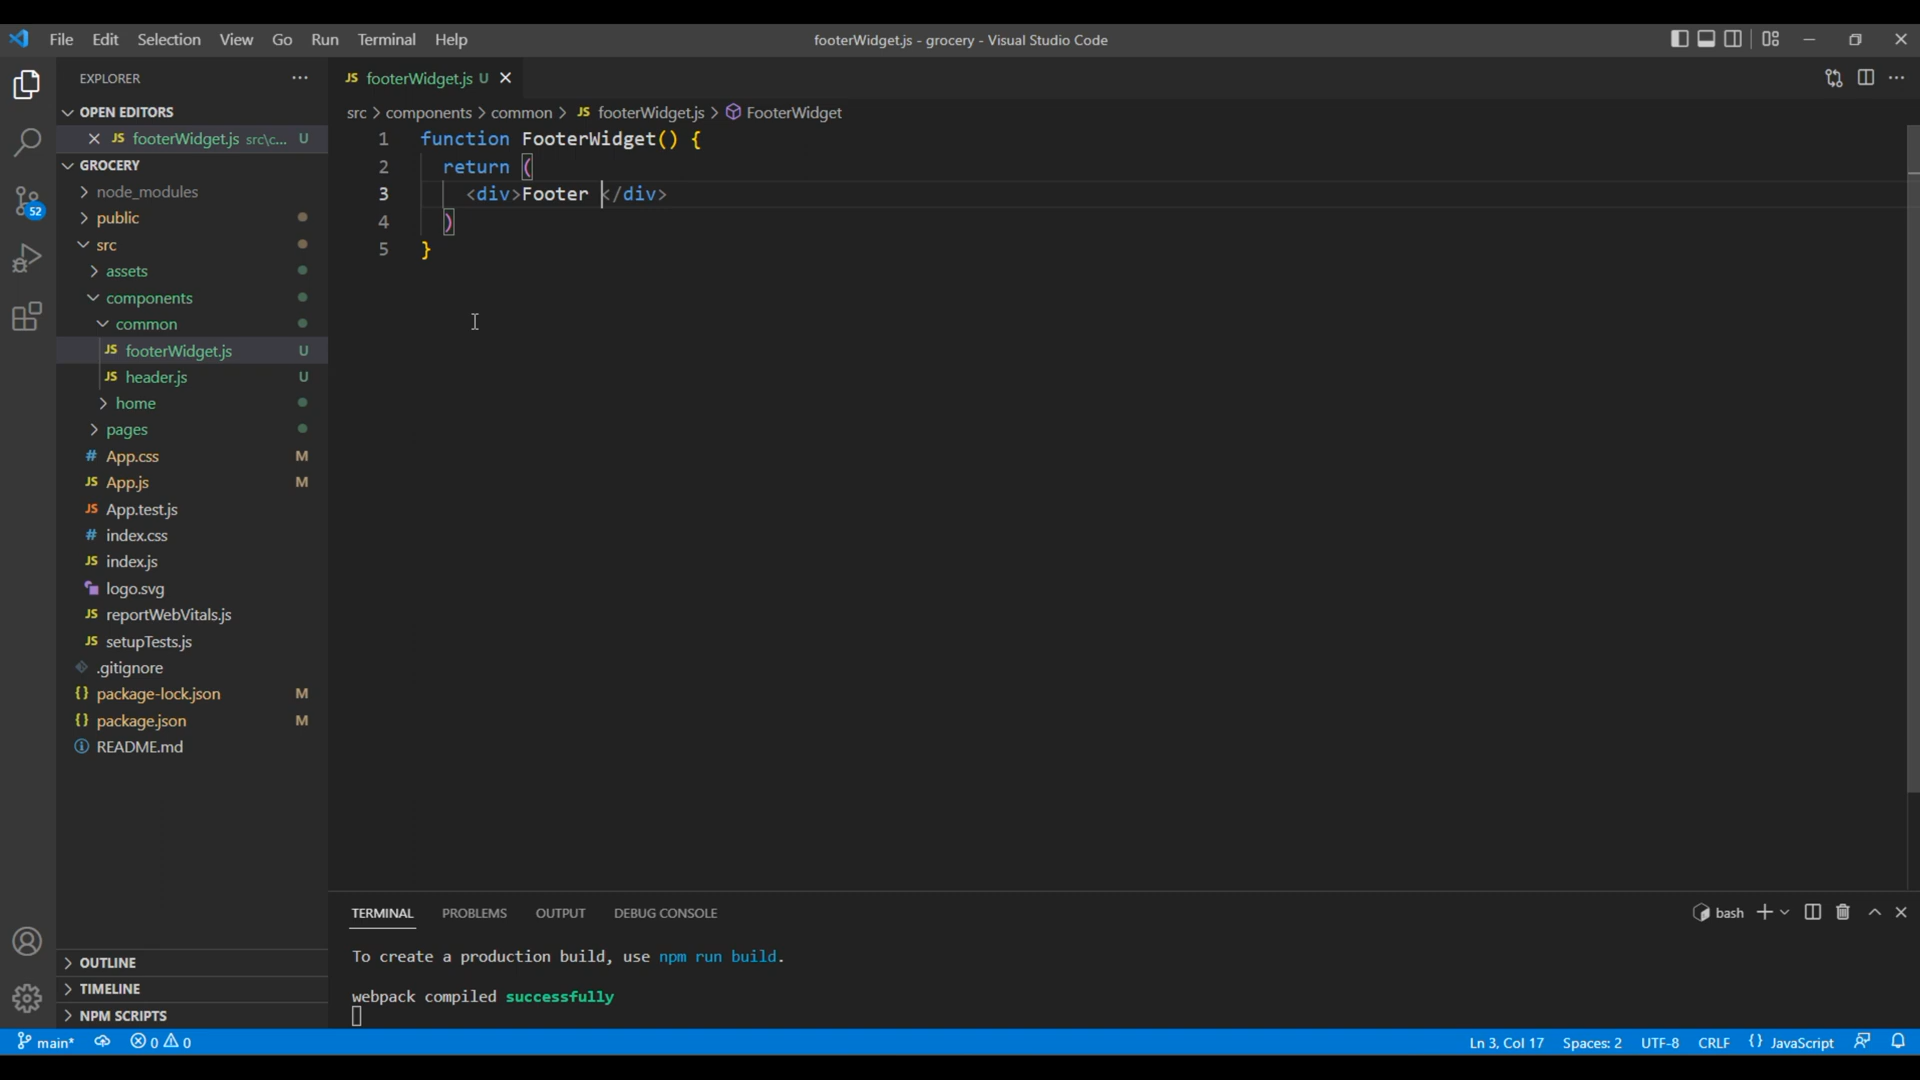 File Edit Selection View Go Run Terminal Help footerWidget.js - grocery - Visual Studio Code
EXPLORER
OPEN EDITORS
JS footerWidget.js src\c... U
GROCERY
node_modules
public
src
assets
components
common
JS footerWidget.js U
JS header.js U
home
pages
# App.css M
JS App.js M
JS App.test.js
# index.css
JS index.js
logo.svg
JS reportWebVitals.js
JS setupTests.js
.gitignore
{} package-lock.json M
{} package.json M
README.md
OUTLINE
TIMELINE
NPM SCRIPTS
52
JS footerWidget.js U
src > components > common > JS footerWidget.js > FooterWidget
1 function FooterWidget() {
2 return (
3 <div>Footer </div>
4 )
5 }
TERMINAL PROBLEMS OUTPUT DEBUG CONSOLE bash
To create a production build, use npm run build.
webpack compiled successfully
main* 0 0 Ln 3, Col 17 Spaces: 2 UTF-8 CRLF {} JavaScript